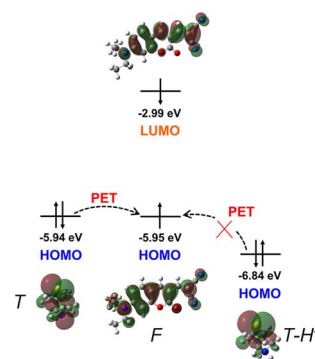 -2.99 eV
LUMO
PET
PET
-5.94 eV
-5.95 eV
HOMO
HOMO
-6.84 eV
HOMO
T
F
T-H